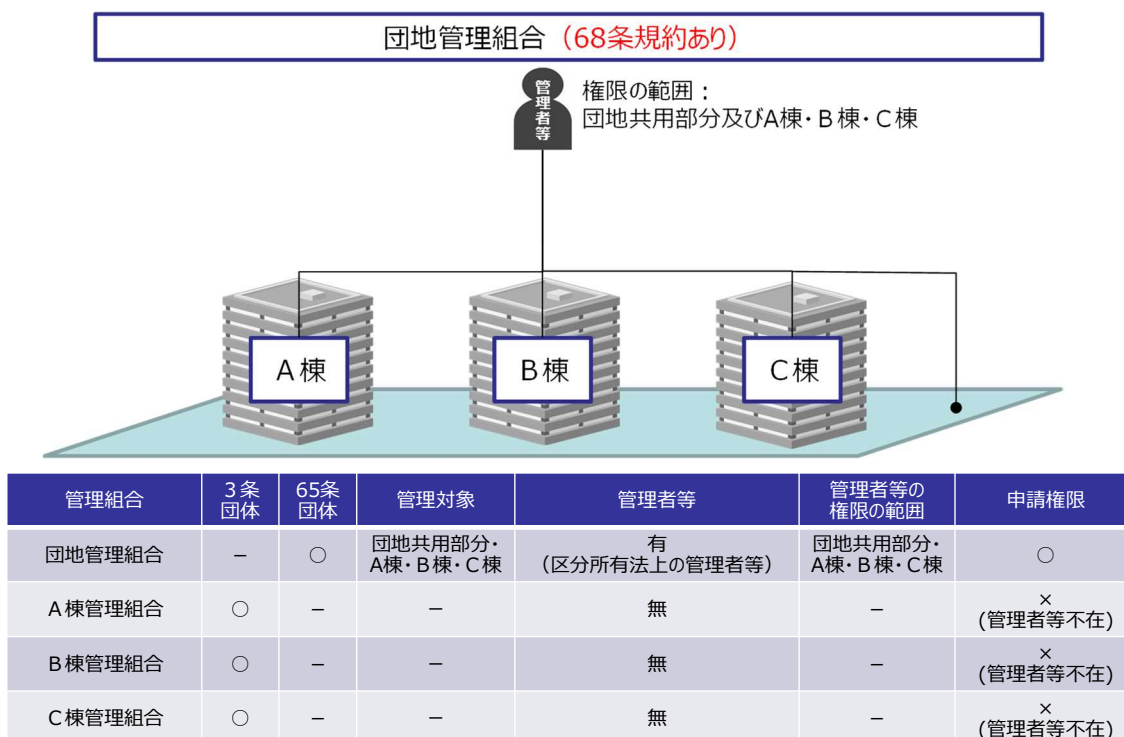 団地管理組合（68条規約あり）
管理者等
権限の範囲：
団地共用部分及びA棟・B棟・C棟
A棟
B棟
C棟
管理組合
3条
団体
65条
団体
管理対象
管理者等
管理者等の
権限の範囲
申請権限
団地管理組合
−
○
団地共用部分・
A棟・B棟・C棟
有
（区分所有法上の管理者等）
団地共用部分・
A棟・B棟・C棟
○
A棟管理組合
○
−
−
無
−
×
(管理者等不在)
B棟管理組合
○
−
−
無
−
×
(管理者等不在)
C棟管理組合
○
−
−
無
−
×
(管理者等不在)